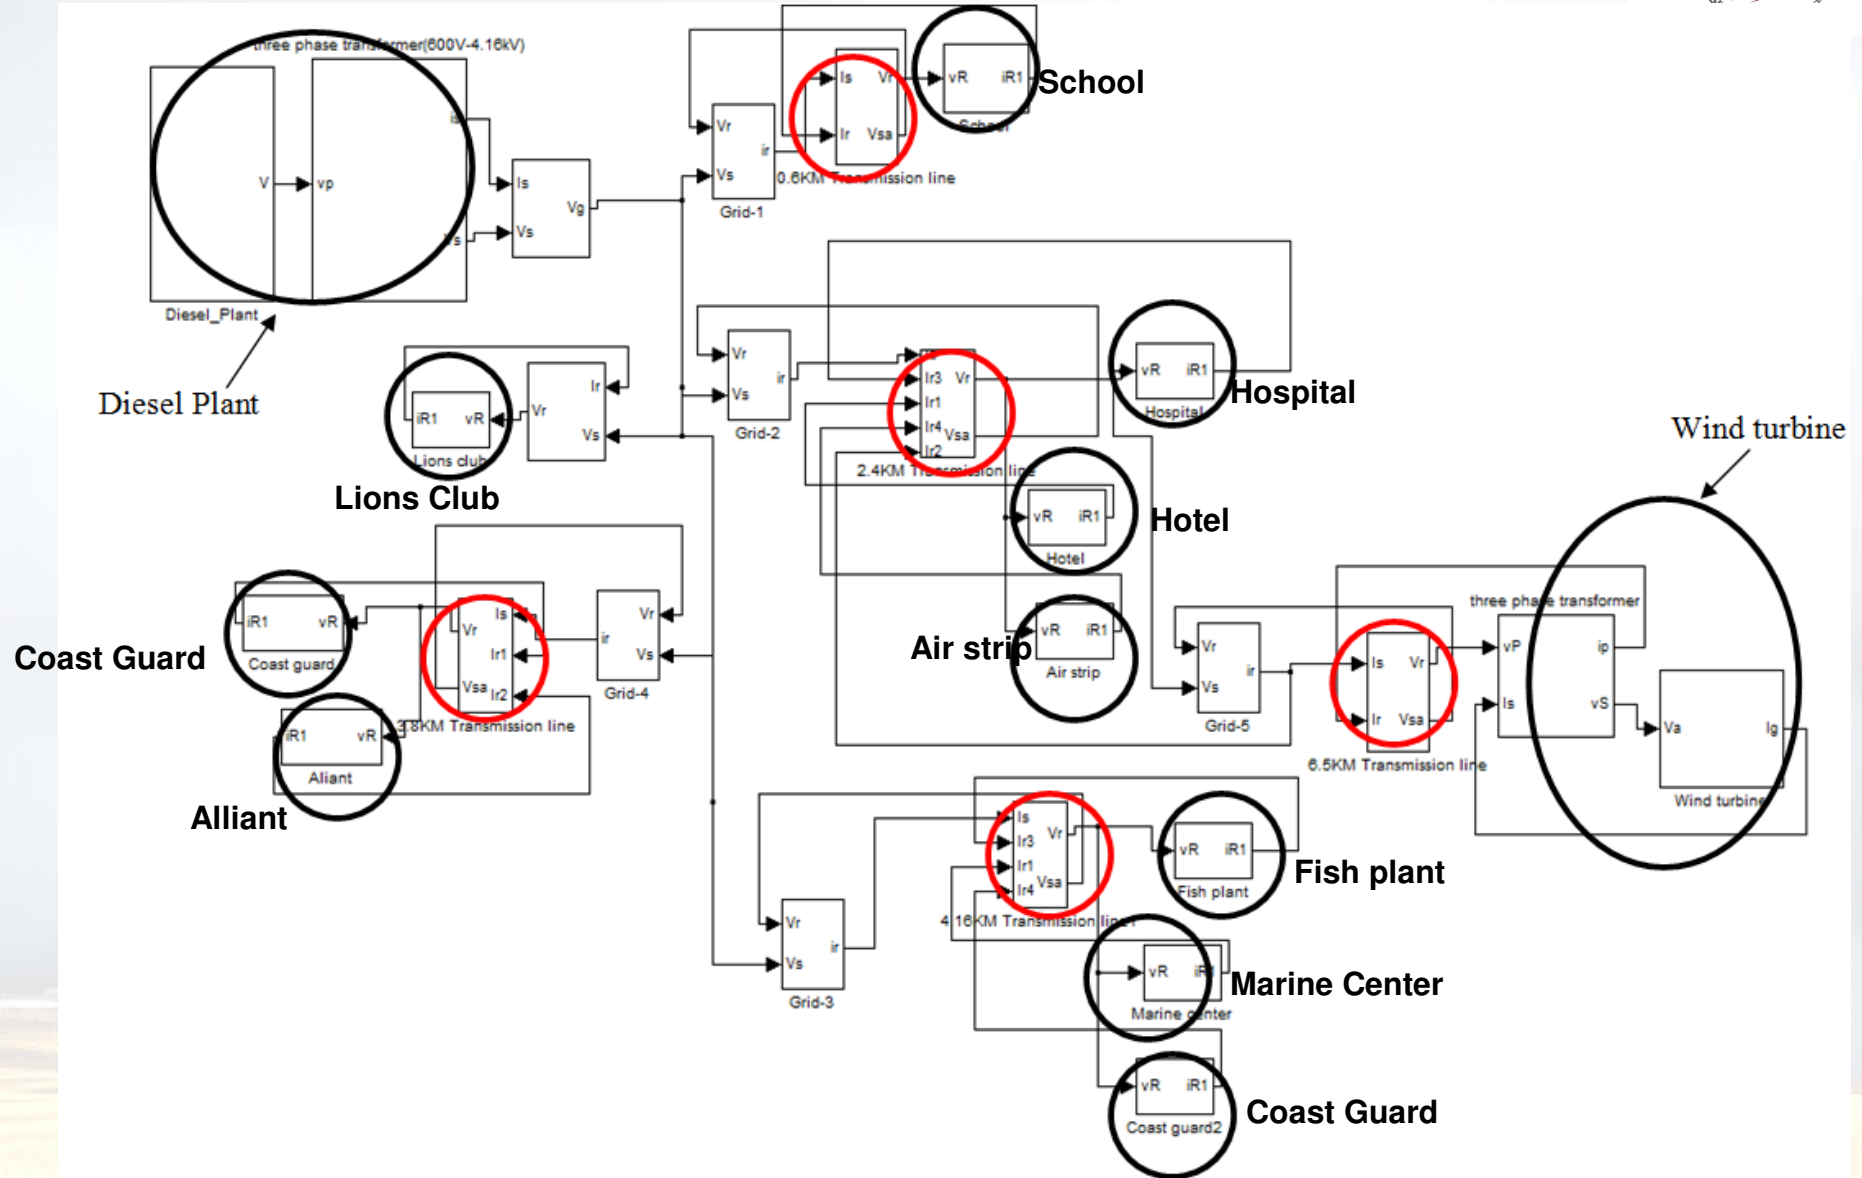 three phase transformer(600V-4.16kV)
V
vp
is
Vs
Diesel_Plant
Diesel Plant
Is
Vs
Vg
Vr
Vs
ir
Grid-1
Is
Vr
Ir
Vsa
0.6KM Transmission line
vR
iR1
School
School
Vr
Vs
ir
Grid-2
Ir3
Vr
Ir1
Ir4
Vsa
Ir2
2.4KM Transmission line
vR
iR1
Hospital
Hospital
vR
iR1
Hotel
Hotel
vR
iR1
Air strip
Air strip
Ir
Vr
Vs
iR1
vR
Lions club
Lions Club
iR1
vR
Coast guard
Coast Guard
iR1
vR
Aliant
Alliant
Is
Vr
Ir1
Vsa
Ir2
3.8KM Transmission line
Vr
ir
Vs
Grid-4
Vr
ir
Vs
Grid-5
Is
Vr
Ir
Vsa
6.5KM Transmission line
three phase transformer
vP
ip
Is
vS
Va
Ig
Wind turbine
Wind turbine
Vr
ir
Vs
Grid-3
Is
Vr
Ir3
Ir1
Vsa
Ir4
4.16KM Transmission line1
vR
iR1
Fish plant
Fish plant
vR
iR1
Marine center
Marine Center
vR
iR1
Coast guard2
Coast Guard